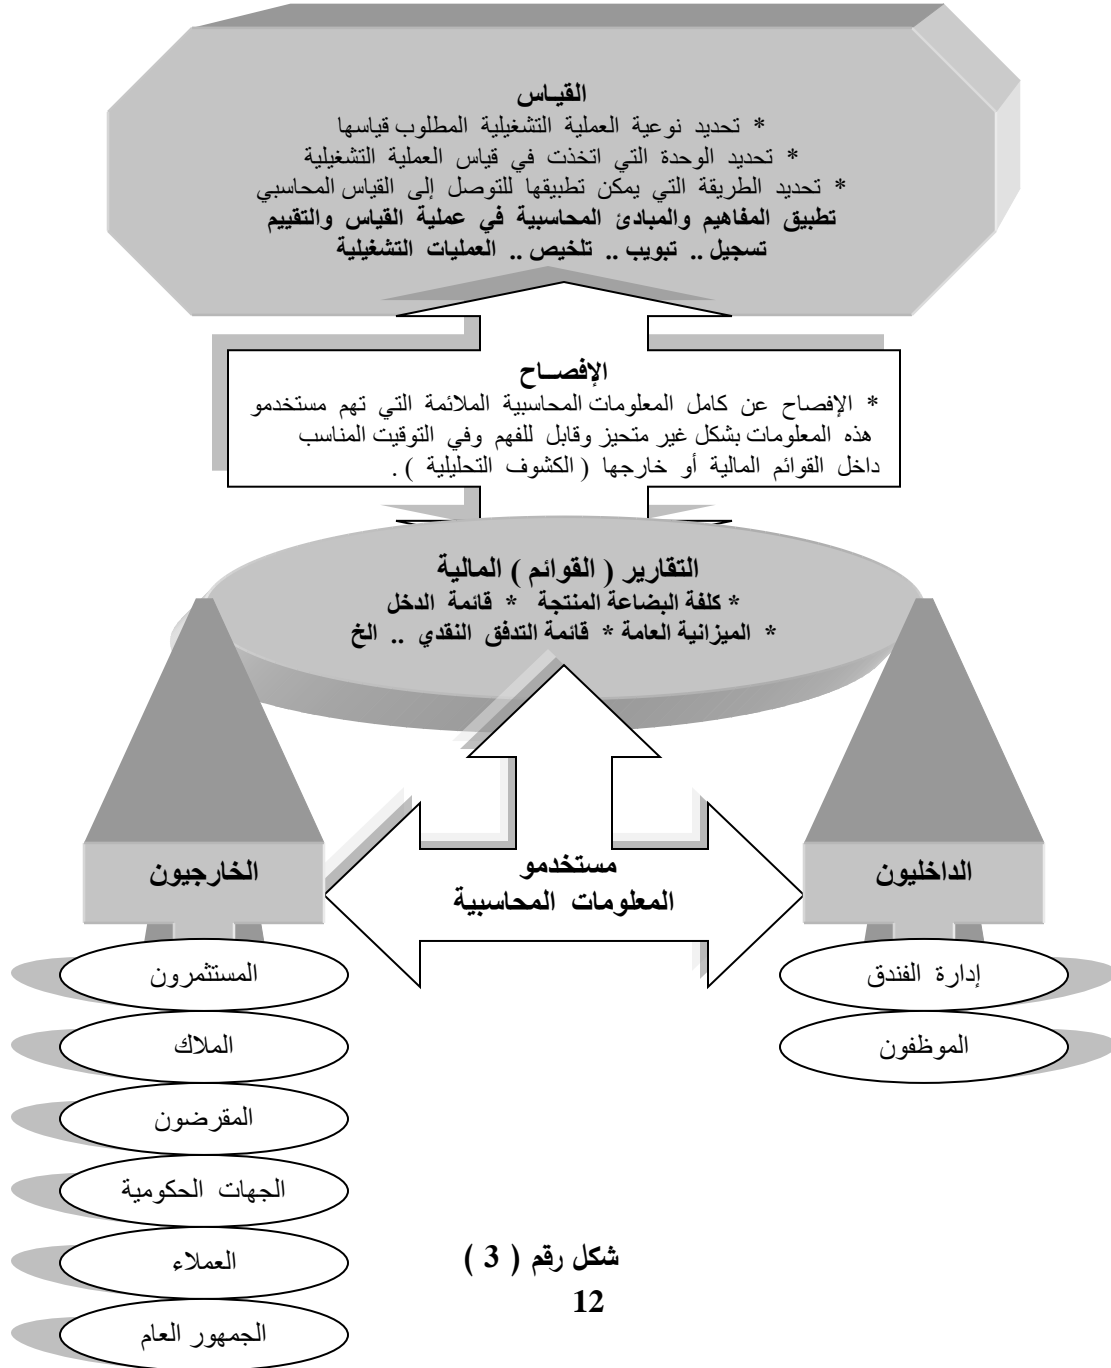 القيـاس
* تحديد نوعية العملية التشغيلية المطلوب قياسها
* تحديد الوحدة التي اتخذت في قياس العملية التشغيلية
* تحديد الطريقة التي يمكن تطبيقها للتوصل إلى القياس المحاسبي
تطبيق المفاهيم والمبادئ المحاسبية في عملية القياس والتقييم
تسجيل .. تبويب .. تلخيص .. العمليات التشغيلية
الإفصــاح
* الإفصاح عن كامل المعلومات المحاسبية الملائمة التي تهم مستخدمو
هذه المعلومات بشكل غير متحيز وقابل للفهم وفي التوقيت المناسب
داخل القوائم المالية أو خارجها ( الكشوف التحليلية ) .
التقارير ( القوائم ) المالية
* كلفة البضاعة المنتجة * قائمة الدخل
* الميزانية العامة * قائمة التدفق النقدي .. الخ
مستخدمو
المعلومات المحاسبية
الداخليون
إدارة الفندق
الموظفون
الخارجيون
المستثمرون
الملاك
المقرضون
الجهات الحكومية
العملاء
الجمهور العام
شكل رقم ( 3 )
12